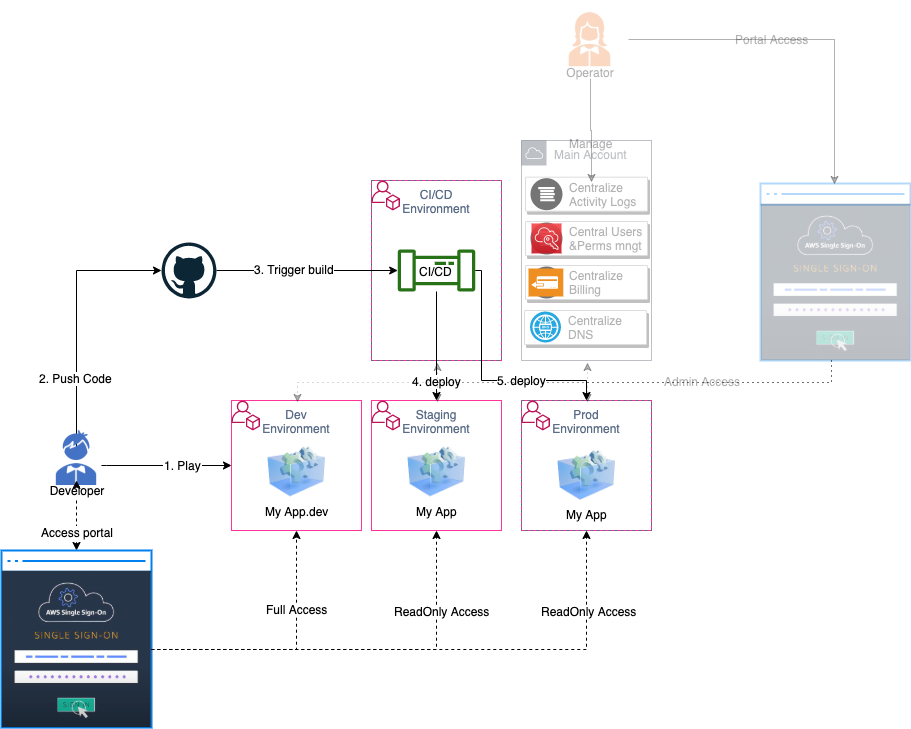 Portal Access
Operator
Manage
Main Account
Centralize
Activity Logs
Central Users
&Perms mngt
Centralize
Billing
Centralize
DNS
AWS Single Sign-On
SINGLE SIGN-ON
CI/CD
Environment
CI/CD
3. Trigger build
2. Push Code
4. deploy
5. deploy
Admin Access
Dev
Environment
My App.dev
Staging
Environment
My App
Prod
Environment
My App
1. Play
Developer
Access portal
Full Access
ReadOnly Access
ReadOnly Access
AWS Single Sign-On
SINGLE SIGN-ON